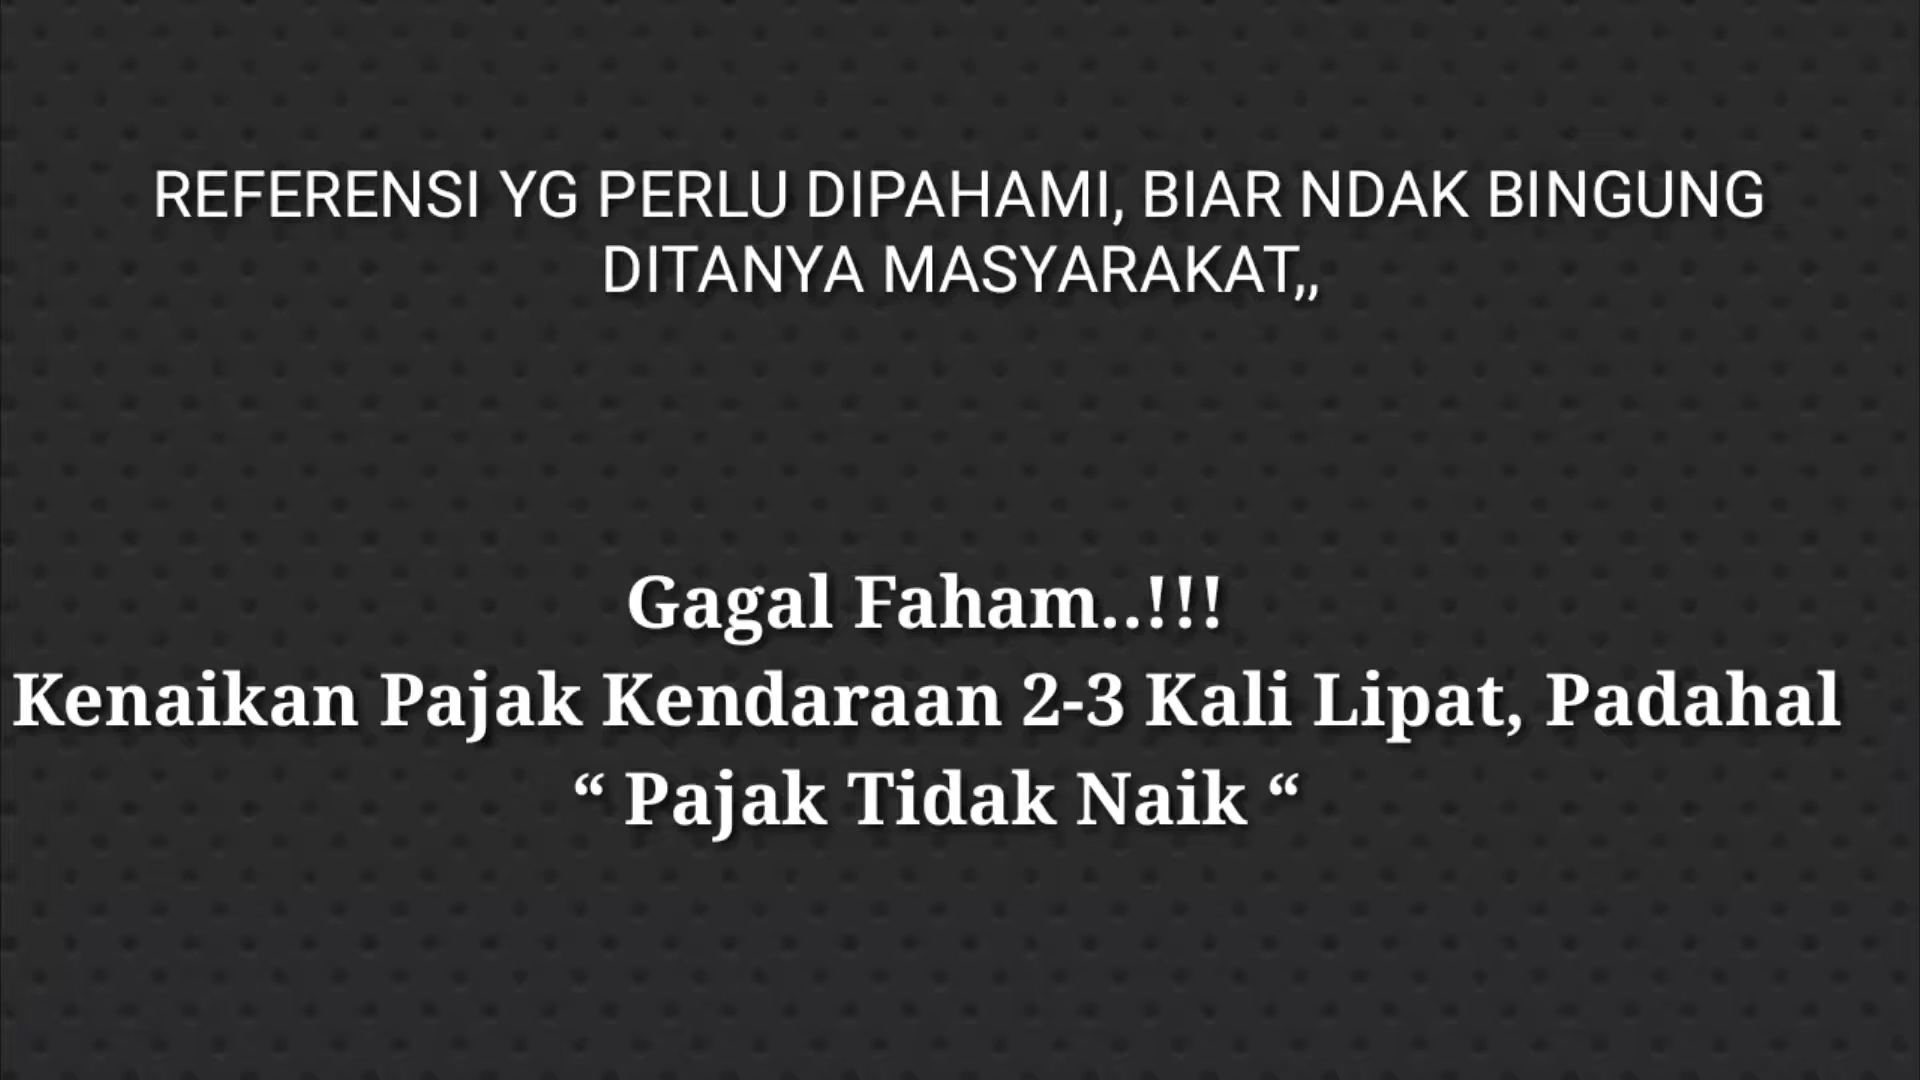 REFERENSI YG PERLU DIPAHAMI, BIAR NDAK BINGUNG
DITANYA MASYARAKAT,,
Gagal Faham..!!!
Kenaikan Pajak Kendaraan 2-3 Kali Lipat, Padahal
“ Pajak Tidak Naik “